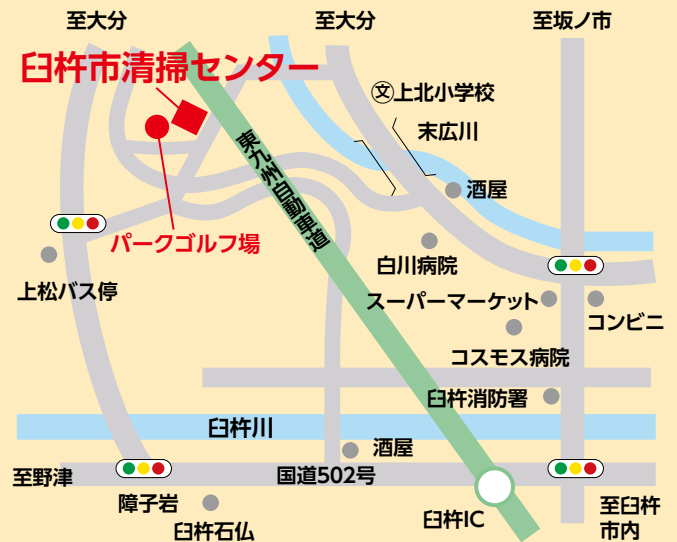 至大分
至大分
至坂ノ市
臼杵市清掃センター
文上北小学校
末広川
東九州自動車道
酒屋
パークゴルフ場
白川病院
上松バス停
スーパーマーケット
コンビニ
コスモス病院
臼杵消防署
臼杵川
酒屋
至野津
国道502号
障子岩
臼杵石仏
臼杵IC
至臼杵
市内